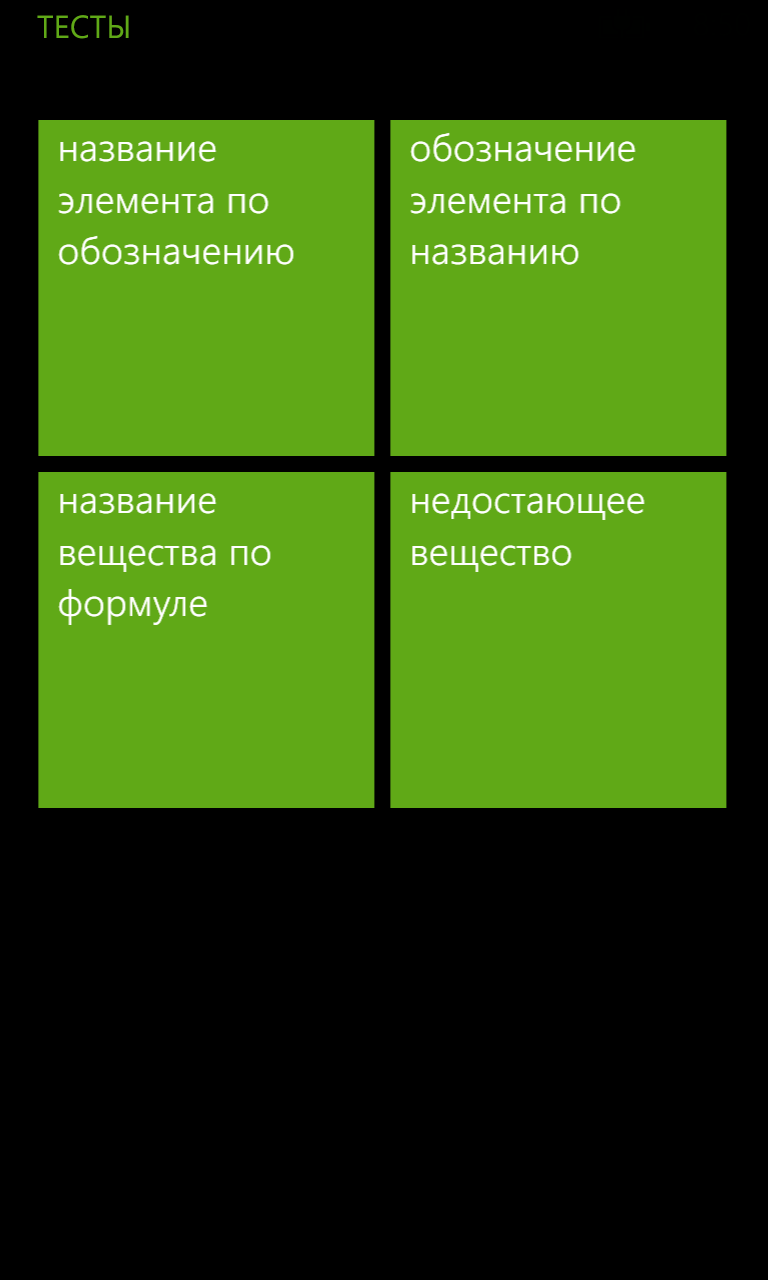 ТЕСТЫ
название
элемента по
обозначению
обозначение
элемента по
названию
название
вещества по
формуле
недостающее
вещество